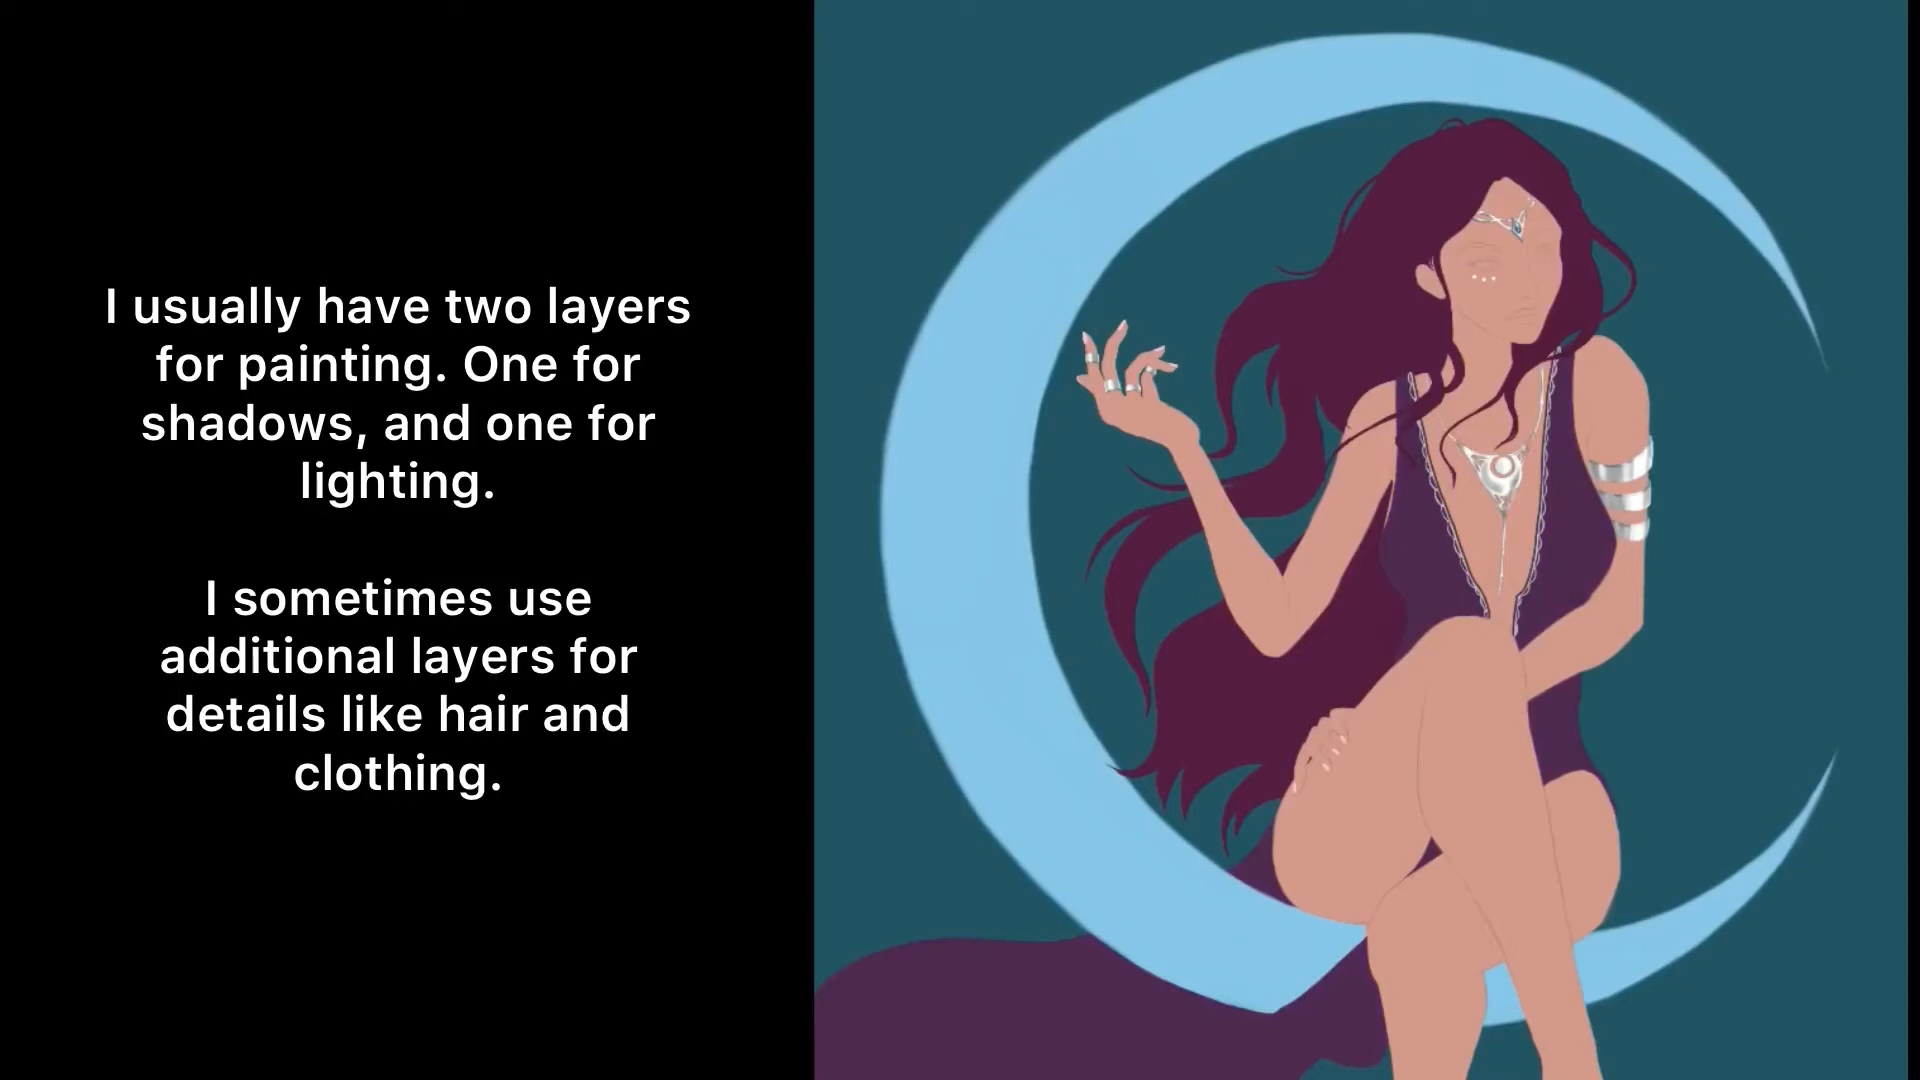 I usually have two layers
for painting. One for
shadows, and one for
lighting.
I sometimes use
additional layers for
details like hair and
clothing.